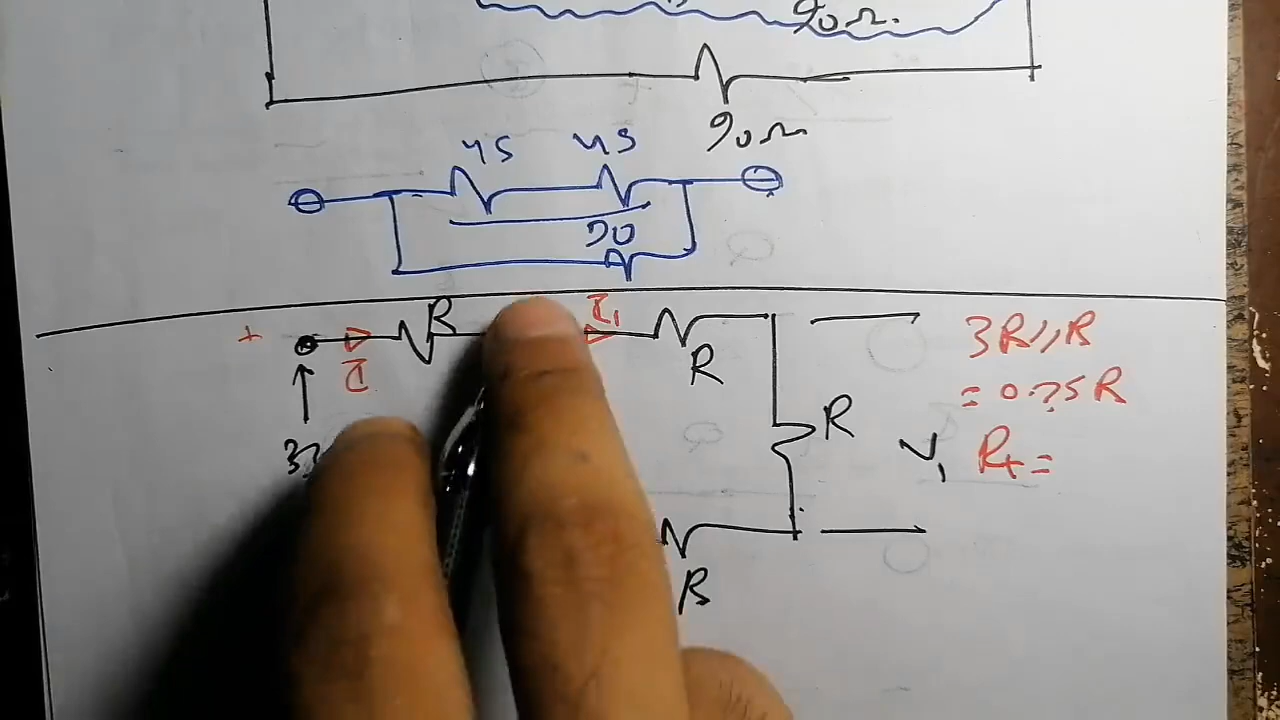 90Ω.
90Ω
45 45
90
+ I R I₁ R
R
R
V₁
3R//R
= 0.75R
Rt =